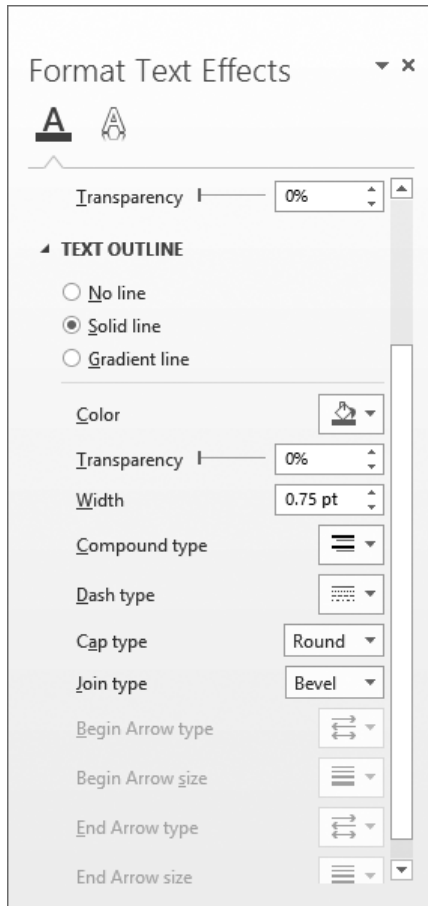 Format Text Effects
A A
Transparency 0%
TEXT OUTLINE
No line
Solid line
Gradient line
Color
Transparency 0%
Width 0.75 pt
Compound type
Dash type
Cap type Round
Join type Bevel
Begin Arrow type
Begin Arrow size
End Arrow type
End Arrow size